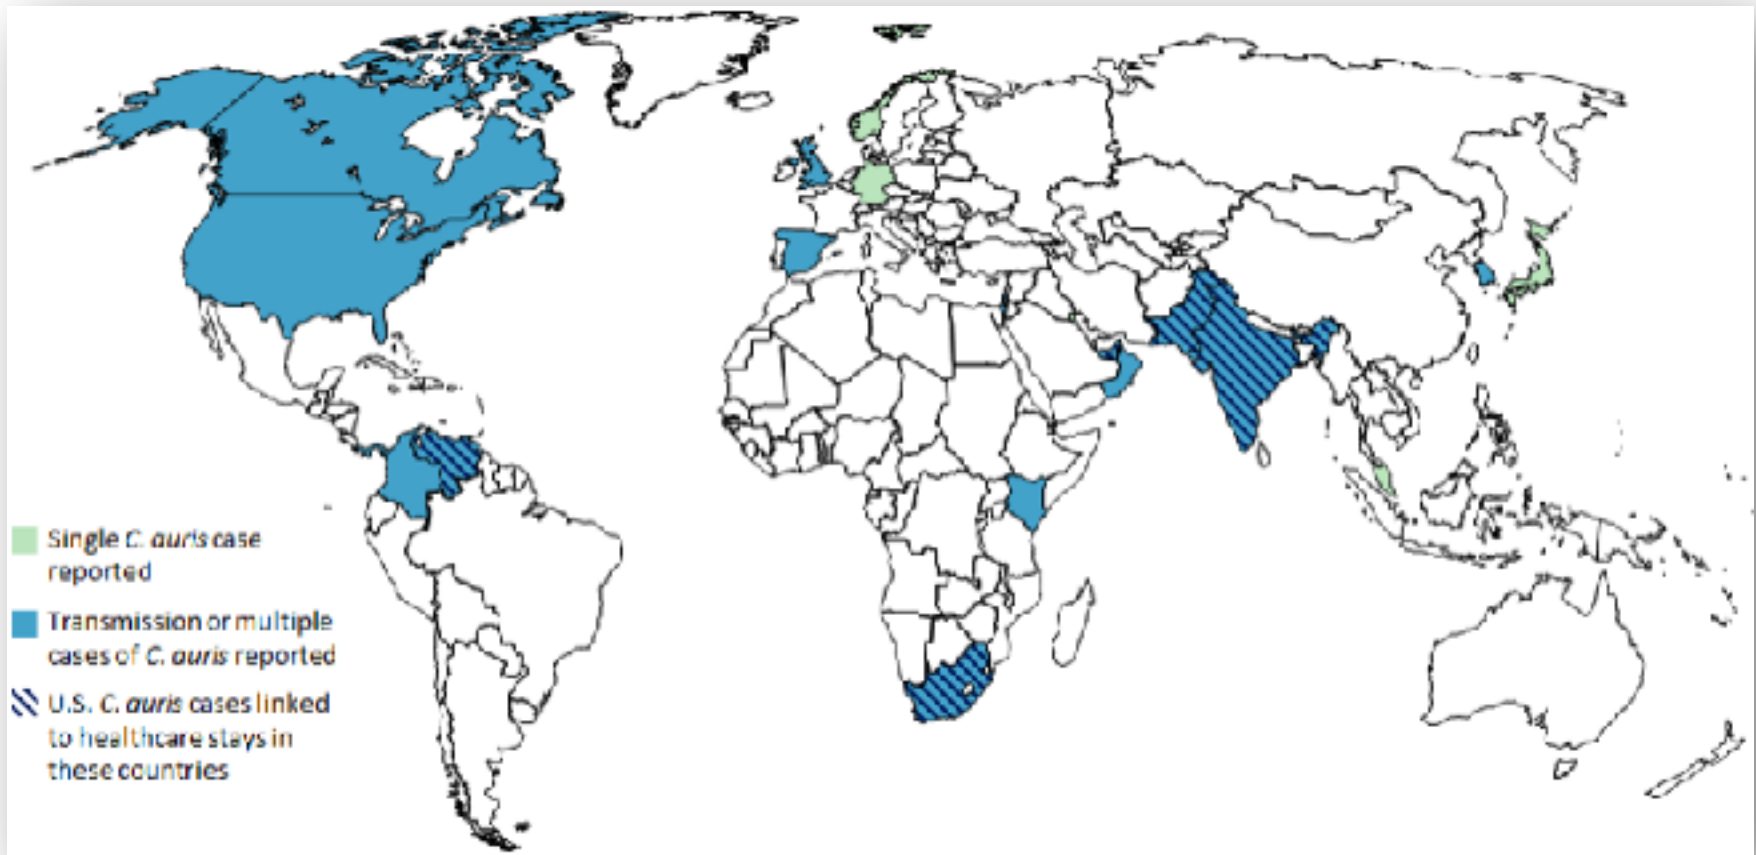 Single C. auris case
reported
Transmission or multiple
cases of C. auris reported
U.S. C. auris cases linked
to healthcare stays in
these countries